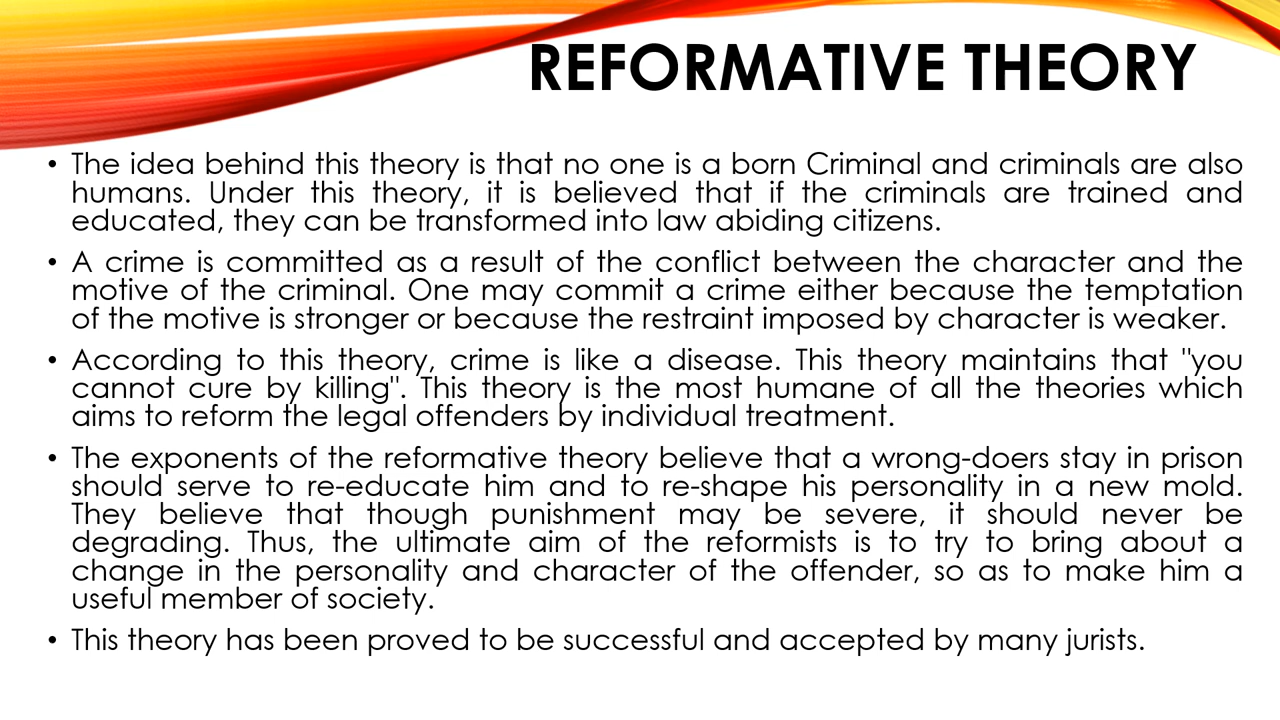 REFORMATIVE THEORY
• The idea behind this theory is that no one is a born Criminal and criminals are also
humans. Under this theory, it is believed that if the criminals are trained and
educated, they can be transformed into law abiding citizens.
• A crime is committed as a result of the conflict between the character and the
motive of the criminal. One may commit a crime either because the temptation
of the motive is stronger or because the restraint imposed by character is weaker.
• According to this theory, crime is like a disease. This theory maintains that "you
cannot cure by killing". This theory is the most humane of all the theories which
aims to reform the legal offenders by individual treatment.
• The exponents of the reformative theory believe that a wrong-doers stay in prison
should serve to re-educate him and to re-shape his personality in a new mold.
They believe that though punishment may be severe, it should never be
degrading. Thus, the ultimate aim of the reformists is to try to bring about a
change in the personality and character of the offender, so as to make him a
useful member of society.
• This theory has been proved to be successful and accepted by many jurists.